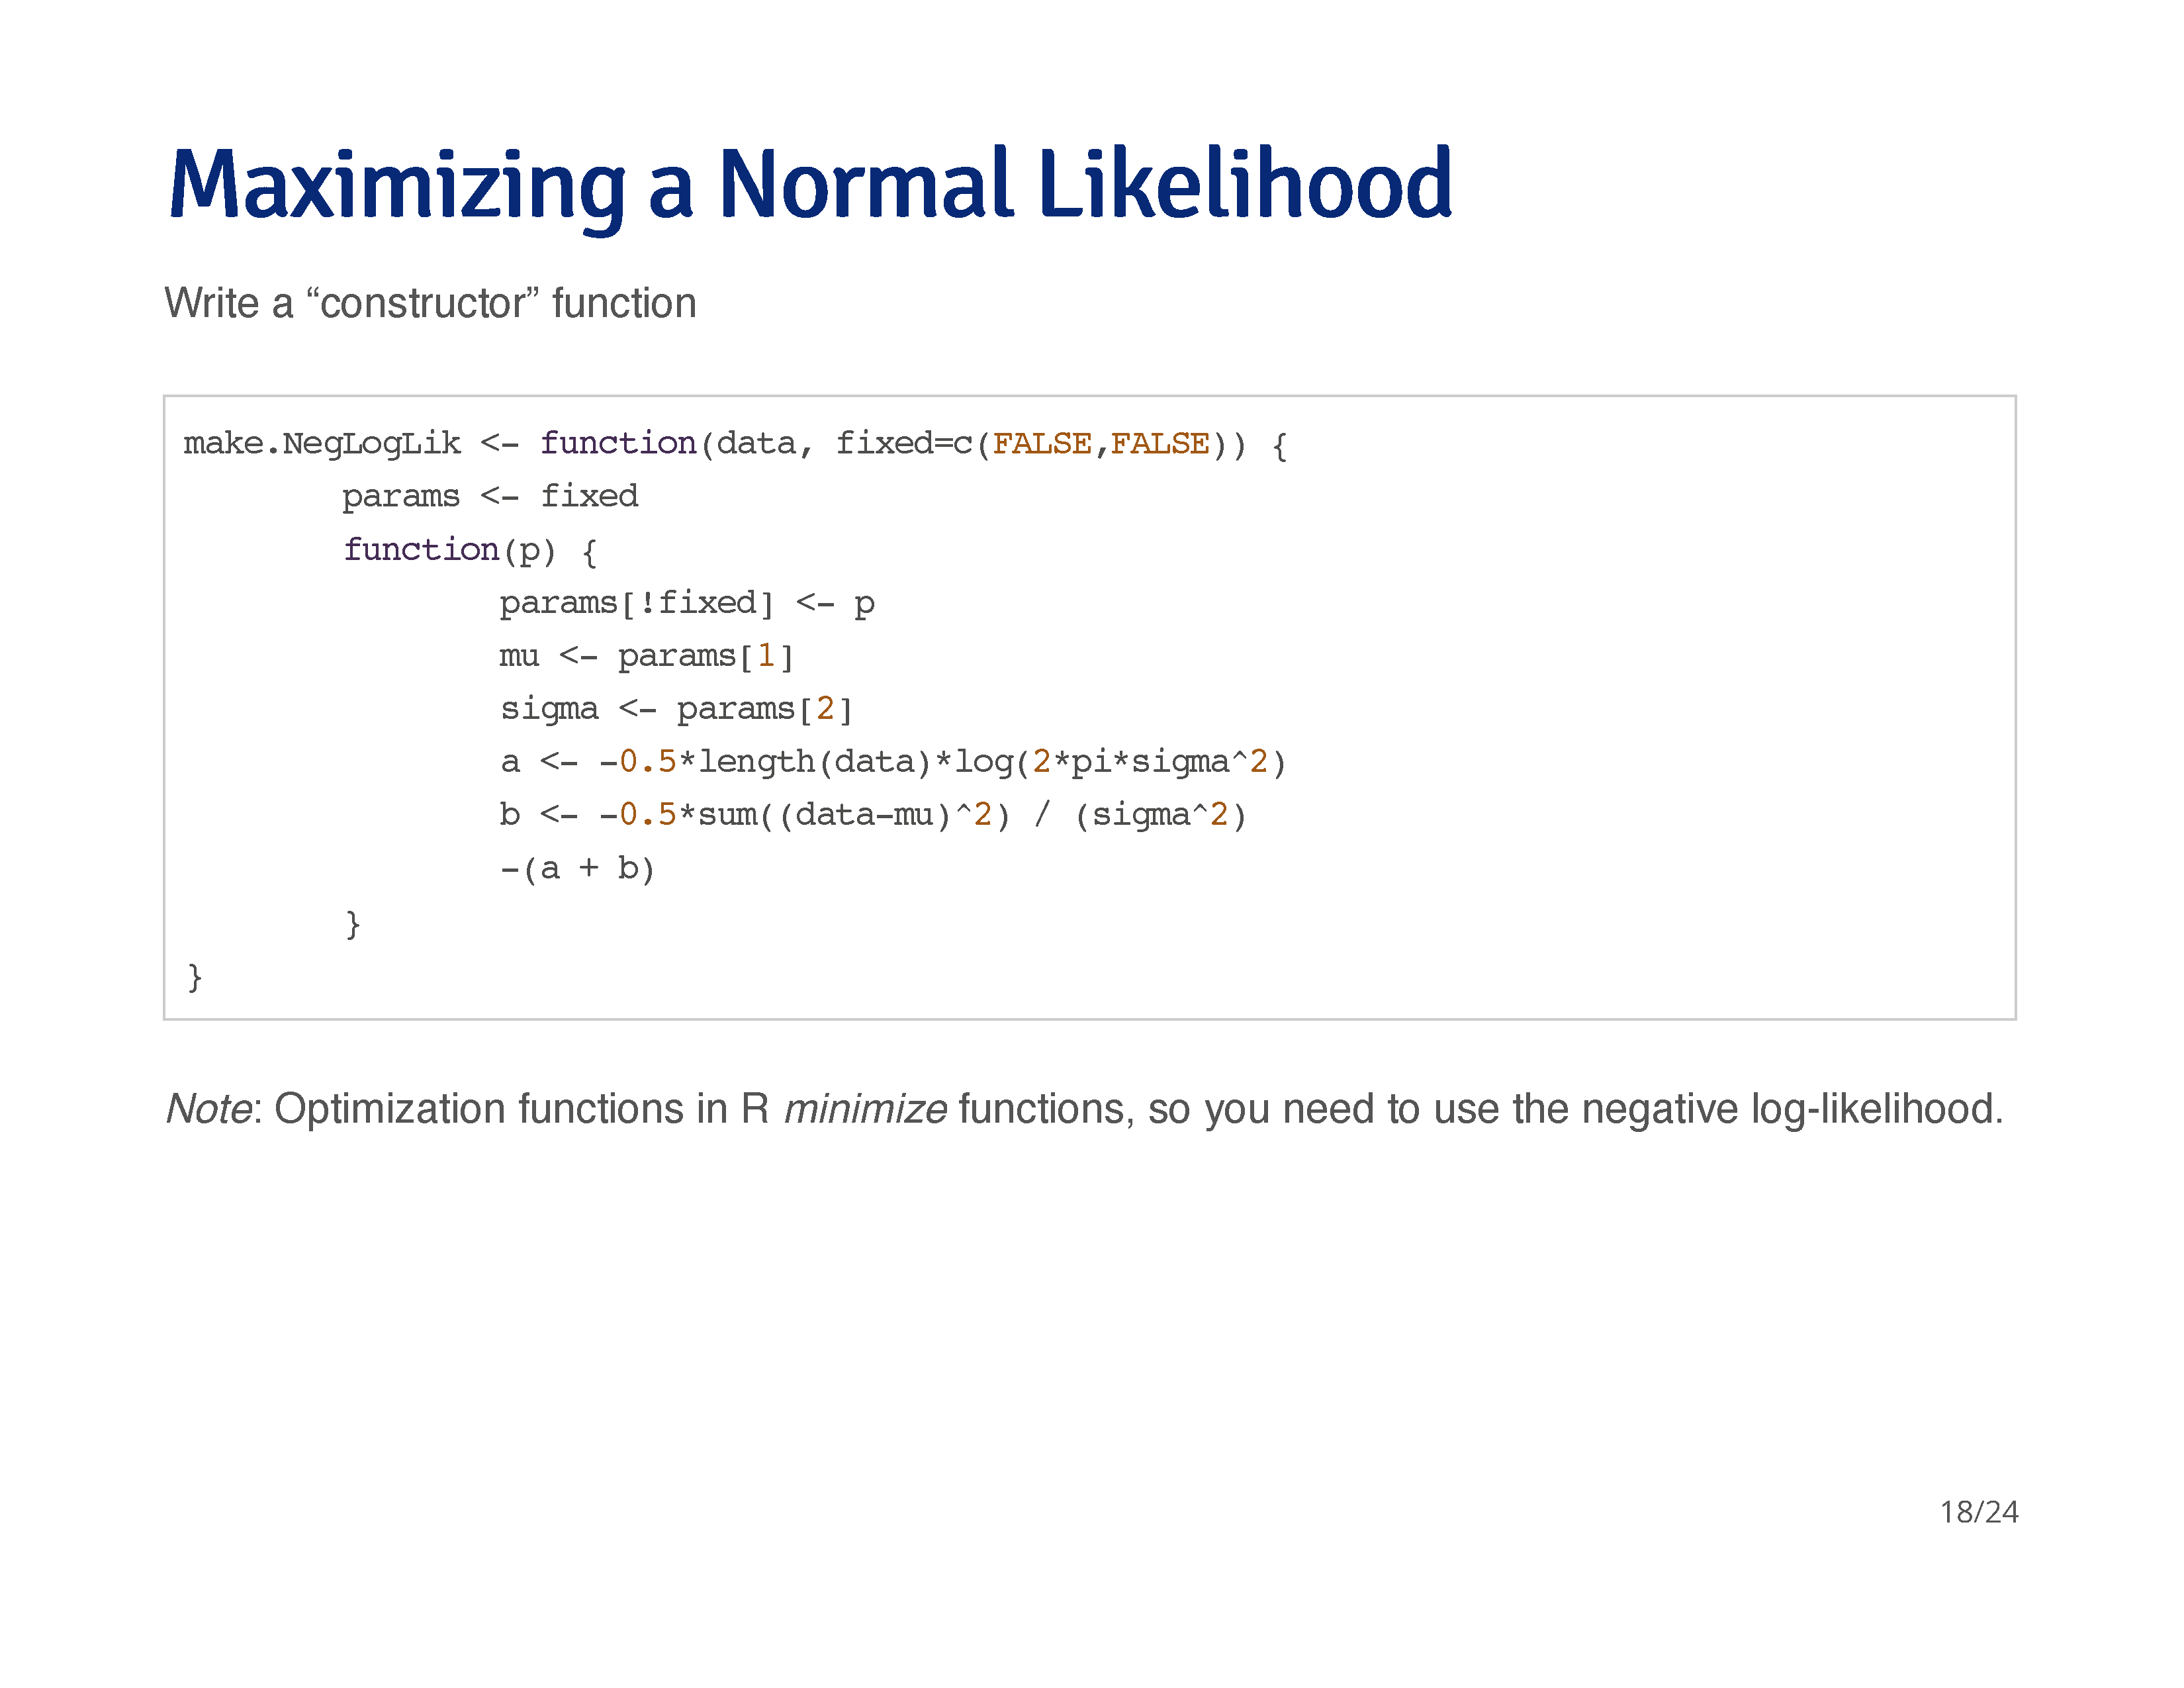 Maximizing a Normal Likelihood
Write a “constructor” function
make.NegLogLik <- function(data, fixed=c(FALSE,FALSE)) {
        params <- fixed
        function(p) {
                params[!fixed] <- p
                mu <- params[1]
                sigma <- params[2]
                a <- -0.5*length(data)*log(2*pi*sigma^2)
                b <- -0.5*sum((data-mu)^2) / (sigma^2)
                -(a + b)
        }
}
Note: Optimization functions in R minimize functions, so you need to use the negative log-likelihood.
18/24